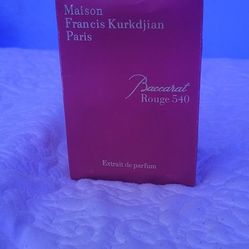 Maison
Francis Kurkdjian
Paris
Baccarat
Rouge 540
Extrait de parfum